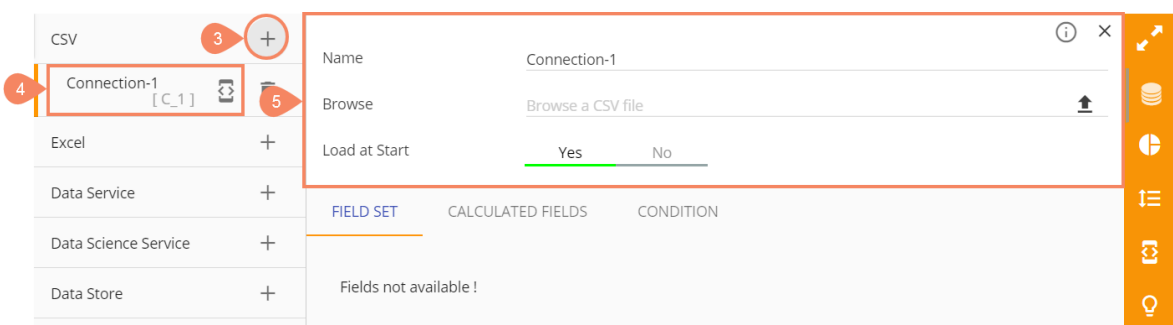 CSV
3
4
Connection-1
[ C_1 ]
Excel
Data Service
Data Science Service
Data Store
5
Name
Connection-1
Browse
Browse a CSV file
Load at Start
Yes
No
FIELD SET
CALCULATED FIELDS
CONDITION
Fields not available !